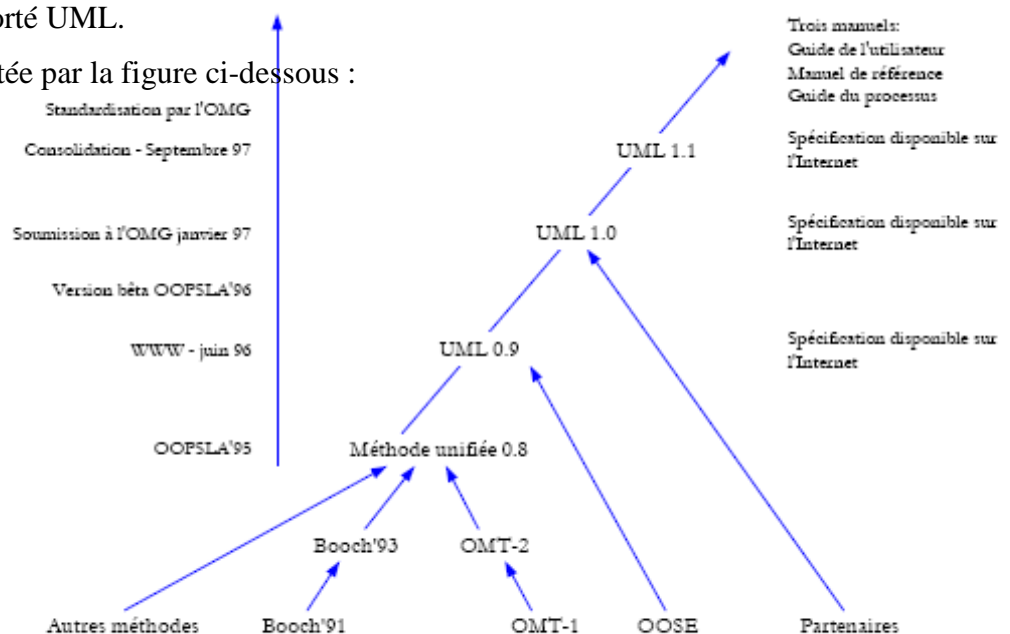 orté UML.
tée par la figure ci-dessous :
Trois manuels:
Guide de l'utilisateur
Manuel de référence
Guide du processus
Standardisation par l'OMG
Consolidation - Septembre 97
UML 1.1
Spécification disponible sur
l'Internet
Soumission à l'OMG janvier 97
UML 1.0
Spécification disponible sur
l'Internet
Version bêta OOPSLA'96
WWW - juin 96
UML 0.9
Spécification disponible sur
l'Internet
OOPSLA'95
Méthode unifiée 0.8
Booch'93
OMT-2
Autres méthodes
Booch'91
OMT-1
OOSE
Partenaires